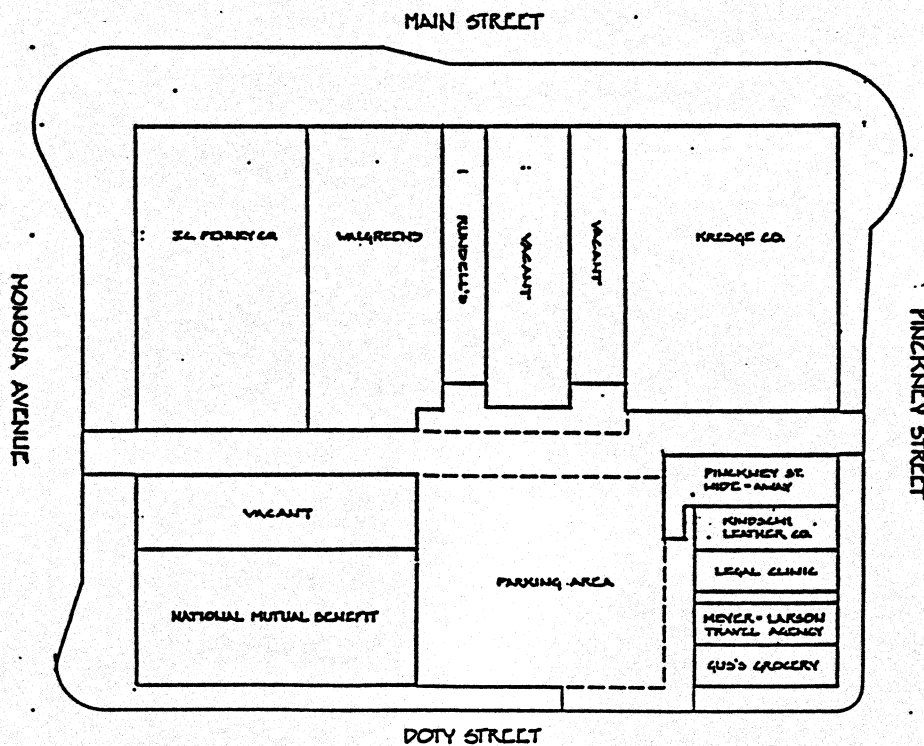 MAIN STREET
MONONA AVENUE
PINCKNEY STREET
J.C. PENNEY CO.
WALGREENS
RUNDELL'S
VACANT
VACANT
KRESGE CO.
VACANT
NATIONAL MUTUAL BENEFIT
PARKING AREA
PINCKNEY ST.
HIDE-AWAY
KINDSCHI
LEATHER CO.
LEGAL CLINIC
MEYER-LARSON
TRAVEL AGENCY
GUS'S GROCERY
DOTY STREET